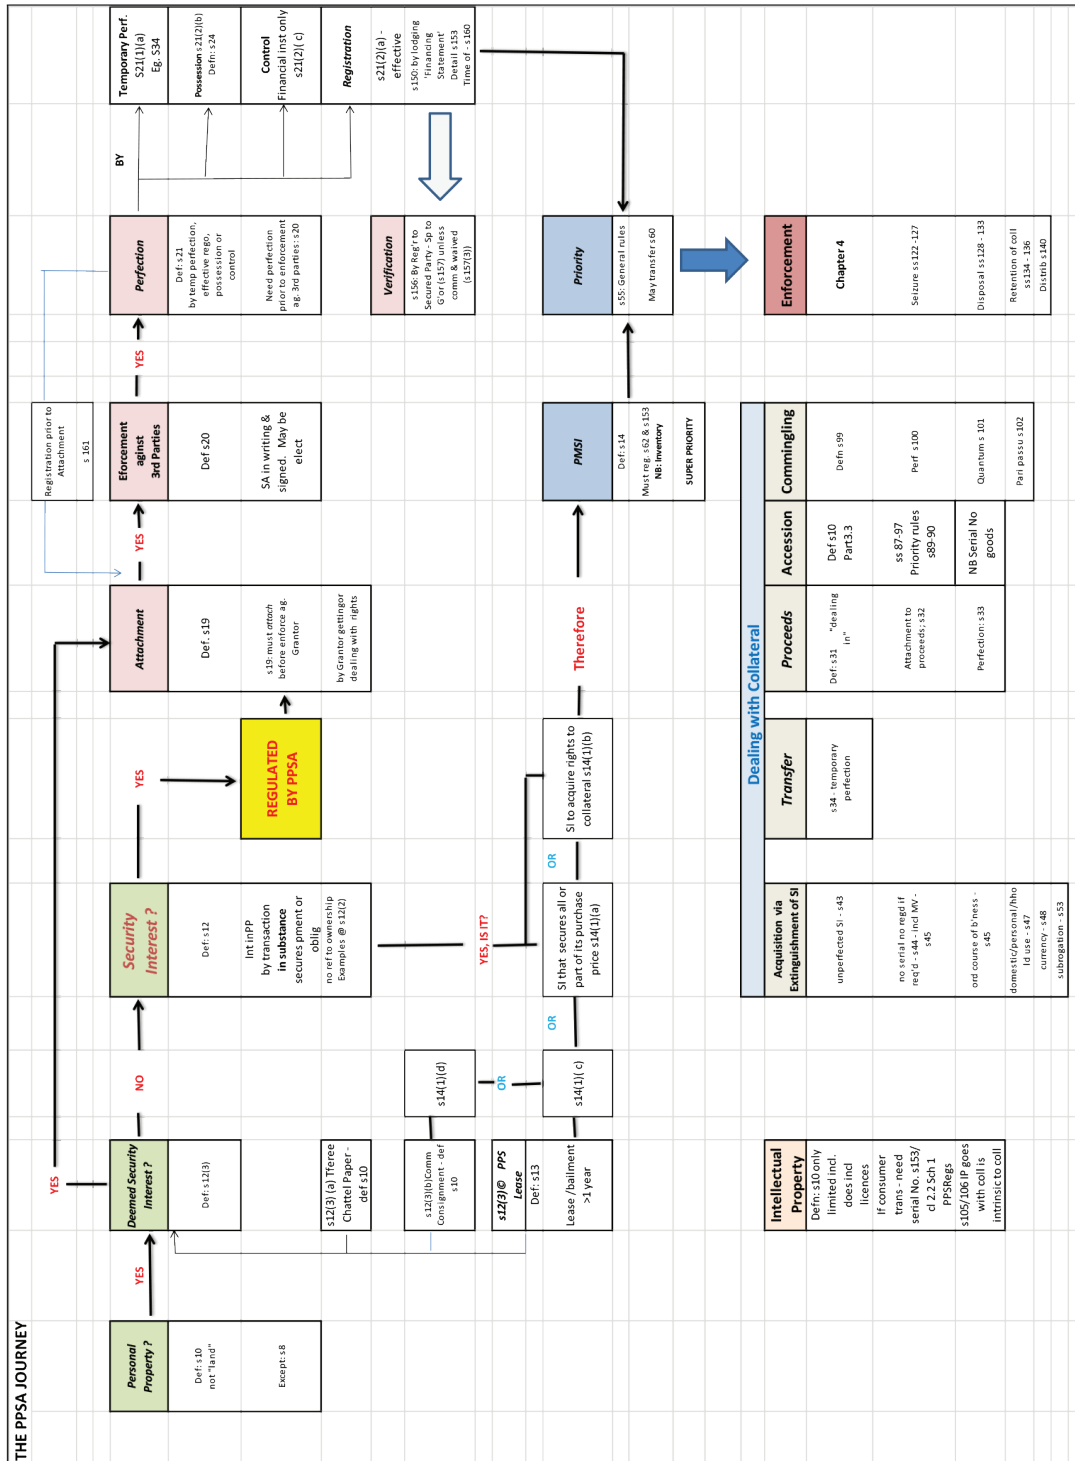 THE PPSA JOURNEY
Personal
Property ?
Def: s10
not "land"
Except: s8
YES
YES
Deemed Security
Interest ?
Def: s12(3)
s12(3) (a) Tferee
Chattel Paper -
def s10
s12(3)(b)Comm
Consignment - def
s10
s12(3)© PPS
Lease
Def: s13
Lease /bailment
>1 year
NO
s14(1)(d)
OR
s14(1)( c)
Security
Interest ?
Def: s12
Int inPP
by transaction
in substance
secures pment or
oblig
no ref to ownership
Examples @ s12(2)
YES, IS IT?
OR
SI that secures all or
part of its purchase
price s14(1)(a)
OR
SI to acquire rights to
collateral s14(1)(b)
YES
REGULATED
BY PPSA
Therefore
Attachment
Def. s19
s19: must attach
before enforce ag.
Grantor
by Grantor gettingor
dealing with rights
YES
Registration prior to
Attachment
s 161
Eforcement
aginst
3rd Parties
Def s20
SA in writing &
signed. May be
elect
YES
PMSI
Def: s14
Must reg. s62 & s153
NB: Inventory
SUPER PRIORITY
Perfection
Def: s21
by temp perfection,
effective rego,
possession or
control
Need perfection
prior to enforcement
ag. 3rd parties: s20
BY
Temporary Perf.
S21(1)(a)
Eg. S34
Possession s21(2)(b)
Defn: s24
Control
Financial inst only
s21(2)( c)
Registration
s21(2)(a) -
effective
s150: by lodging
'Financing
Statement'
Detail s153
Time of - s160
Verification
s156: By Reg'r to
Secured Party - Sp to
G'or (s157) unless
comm & waived
(s157(3))
Priority
s55: General rules
May transfer s60
Enforcement
Chapter 4
Seizure ss122 -127
Disposal ss128 - 133
Retention of coll
ss134 - 136
Distrib s140
Dealing with Collateral
Acquisition via
Extinguishment of SI
unperfected SI - s43
no serial no regd if
req'd - s44 - incl MV -
s45
ord course of b'ness -
s45
domestic/personal/hho
ld use - s47
currency - s48
subrogation - s53
Transfer
s34 - temporary
perfection
Proceeds
Def: s31 "dealing
in"
Attachment to
proceeds; s32
Perfection: s33
Accession
Def s10
Part3.3
ss 87-97
Priority rules
s89-90
NB Serial No
goods
Commingling
Defn s99
Perf s100
Quantum s 101
Pari passu s102
Intellectual
Property
Defn: s10 only
limited incl.
does incl
licences
If consumer
trans - need
serial No. s153/
cl 2.2 Sch 1
PPSRegs
s105/106 IP goes
with coll is
intrinsic to coll